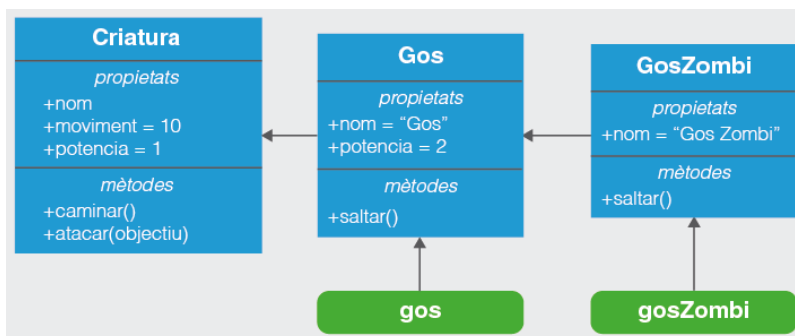 Criatura
propietats
+nom
+moviment = 10
+potencia = 1
mètodes
+caminar()
+atacar(objectiu)
Gos
propietats
+nom = “Gos”
+potencia = 2
mètodes
+saltar()
gos
GosZombi
propietats
+nom = “Gos Zombi”
mètodes
+saltar()
gosZombi